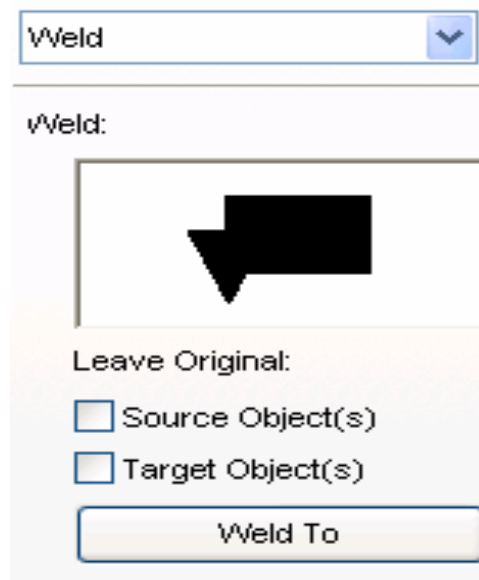 Weld
Weld:
Leave Original:
Source Object(s)
Target Object(s)
Weld To